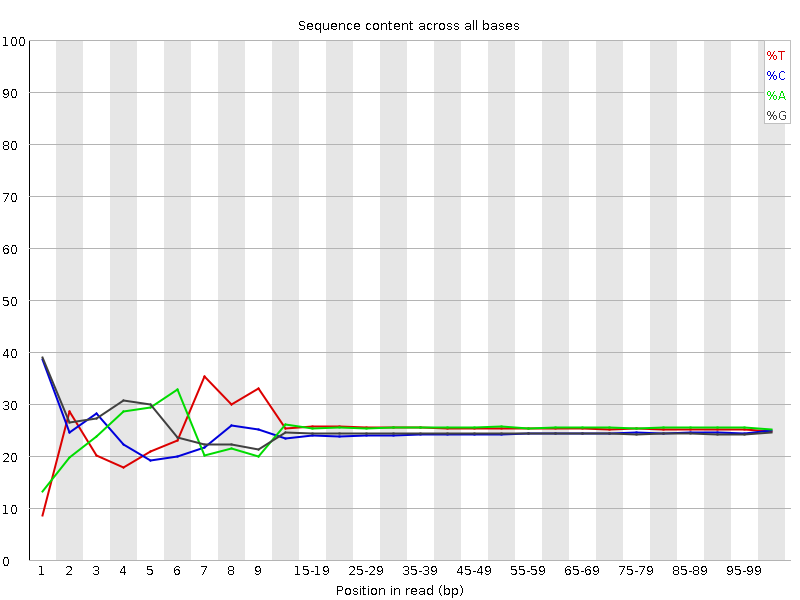 Sequence content across all bases
100
90
80
70
60
50
40
30
20
10
0
%T
%C
%A
%G
1 2 3 4 5 6 7 8 9 15-19 25-29 35-39 45-49 55-59 65-69 75-79 85-89 95-99
Position in read (bp)